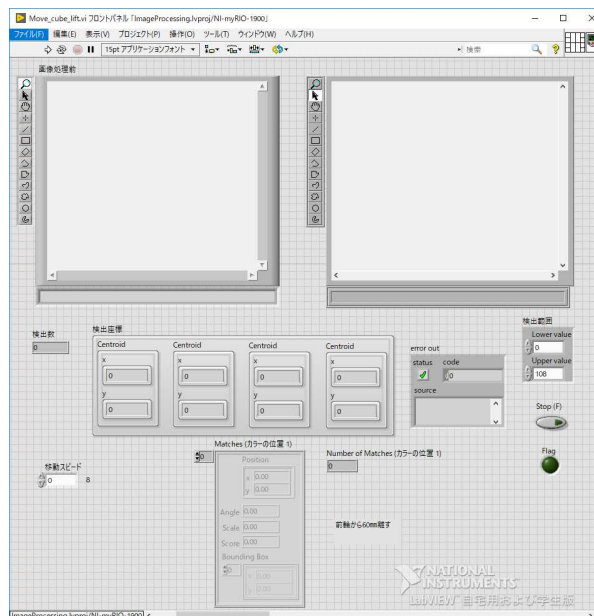 Move_cube_lift.vi フロントパネル「ImageProcessing.lvproj/NI-myRIO-1900」
ファイル(F) 編集(E) 表示(V) プロジェクト(P) 操作(O) ツール(T) ウィンドウ(W) ヘルプ(H)
15pt アプリケーションフォント 検索
画像処理前
検出数
0
検出座標
Centroid Centroid Centroid Centroid
x x x x
0 0 0 0
y y y y
0 0 0 0
error out
status code
0
source
検出範囲
Lower value
0
Upper value
108
Stop (F)
Flag
移動スピード
0 8
Matches (カラーの位置 1)
0
Position
x 0.00
y 0.00
Angle 0.00
Scale 0.00
Score 0.00
Bounding Box
0
x 0.00
y 0.00
Number of Matches (カラーの位置 1)
0
前輪から60mm離す
NATIONAL
INSTRUMENTS
LabVIEW 自宅用および学生版
ImageProcessing.lvproj/NI-myRIO-1900